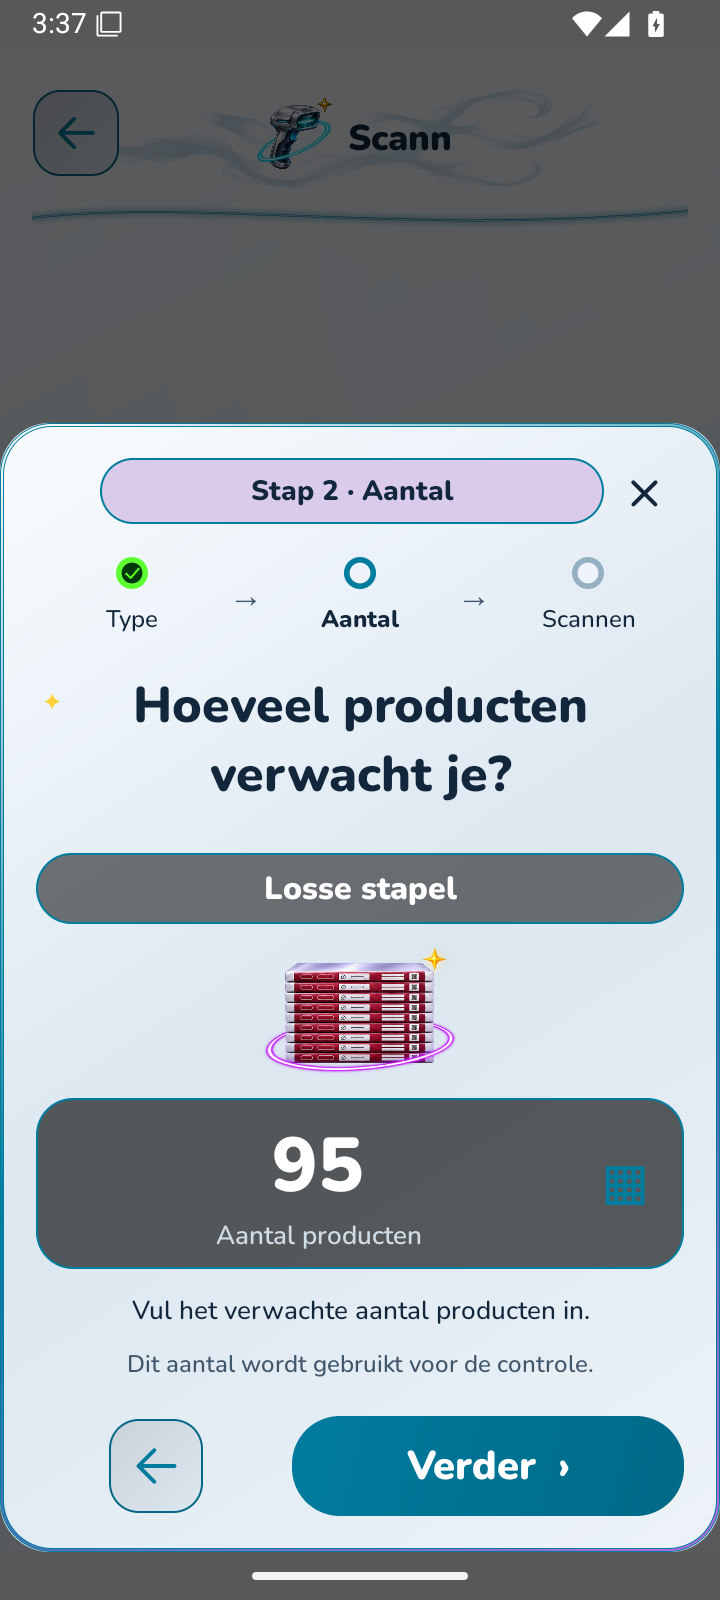 3:37
Scann
Stap 2 · Aantal
Type
→
Aantal
→
Scannen
Hoeveel producten
verwacht je?
Losse stapel
95
Aantal producten
Vul het verwachte aantal producten in.
Dit aantal wordt gebruikt voor de controle.
Verder ›